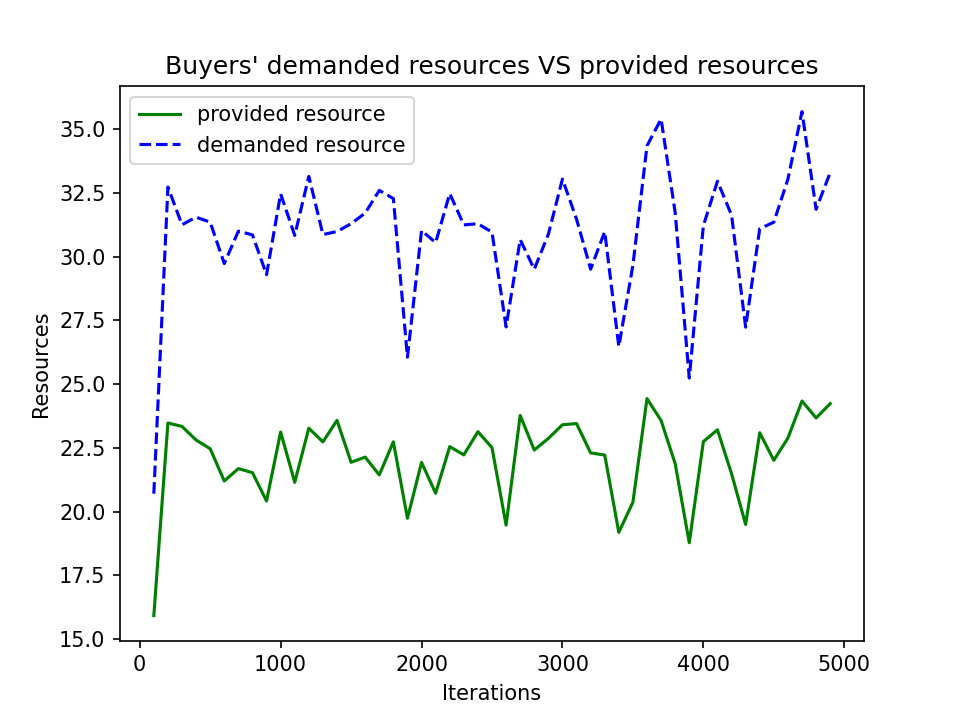 Buyers' demanded resources VS provided resources
provided resource
demanded resource
Resources
35.0
32.5
30.0
27.5
25.0
22.5
20.0
17.5
15.0
0 1000 2000 3000 4000 5000
Iterations